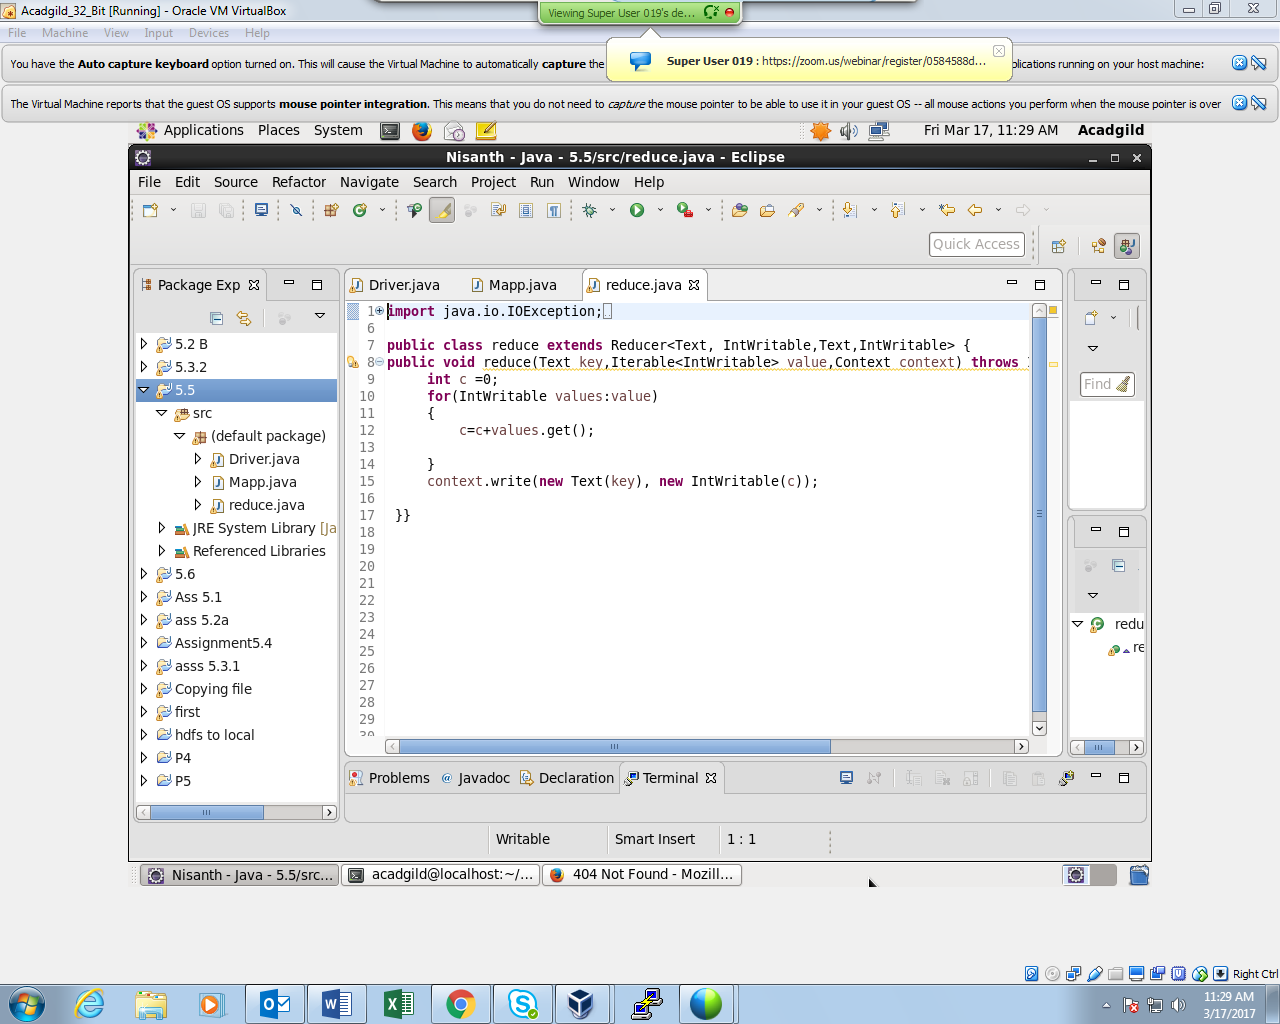 Acadgild_32_Bit [Running] - Oracle VM VirtualBox
Viewing Super User 019's de...
File Machine View Input Devices Help
You have the Auto capture keyboard option turned on. This will cause the Virtual Machine to automatically capture the
plications running on your host machine:
Super User 019 : https://zoom.us/webinar/register/0584588d...
The Virtual Machine reports that the guest OS supports mouse pointer integration. This means that you do not need to capture the mouse pointer to be able to use it in your guest OS -- all mouse actions you perform when the mouse pointer is over
Applications Places System
Fri Mar 17, 11:29 AM Acadgild
Nisanth - Java - 5.5/src/reduce.java - Eclipse
File Edit Source Refactor Navigate Search Project Run Window Help
Quick Access
Package Exp
5.2 B
5.3.2
5.5
src
(default package)
Driver.java
Mapp.java
reduce.java
JRE System Library [Ja
Referenced Libraries
5.6
Ass 5.1
ass 5.2a
Assignment5.4
asss 5.3.1
Copying file
first
hdfs to local
P4
P5
Driver.java Mapp.java reduce.java
1 import java.io.IOException;
6
7 public class reduce extends Reducer<Text, IntWritable,Text,IntWritable> {
8 public void reduce(Text key,Iterable<IntWritable> value,Context context) throws
9 int c =0;
10 for(IntWritable values:value)
11 {
12 c=c+values.get();
13
14 }
15 context.write(new Text(key), new IntWritable(c));
16
17 }}
18
19
20
21
22
23
24
25
26
27
28
29
30
Find
redu
re
Problems @ Javadoc Declaration Terminal
Writable Smart Insert 1 : 1
Nisanth - Java - 5.5/src...
acadgild@localhost:~/...
404 Not Found - Mozill...
Right Ctrl
11:29 AM
3/17/2017